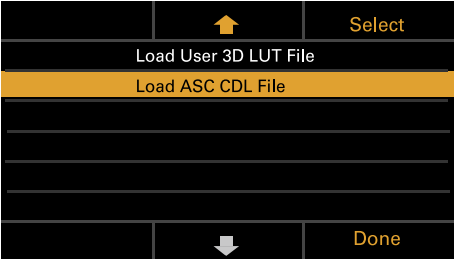 Select
Load User 3D LUT File
Load ASC CDL File
Done